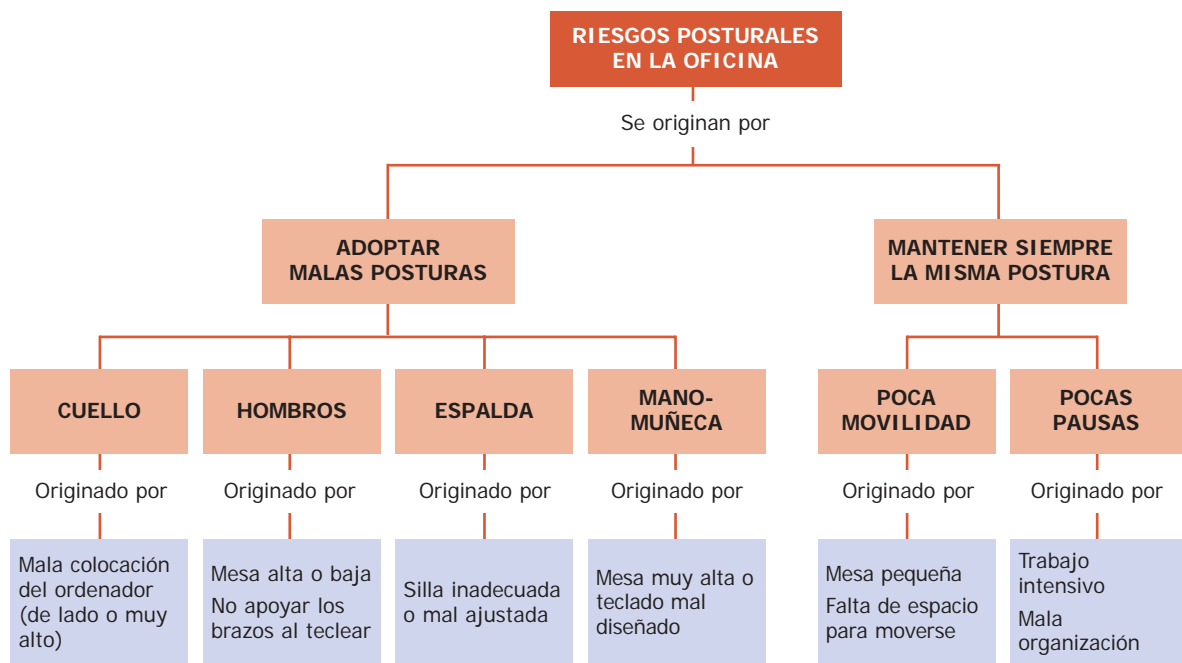 RIESGOS POSTURALES
EN LA OFICINA
Se originan por
ADOPTAR
MALAS POSTURAS
MANTENER SIEMPRE
LA MISMA POSTURA
CUELLO
HOMBROS
ESPALDA
MANO-
MUÑECA
POCA
MOVILIDAD
POCAS
PAUSAS
Originado por
Originado por
Originado por
Originado por
Originado por
Originado por
Mala colocación
del ordenador
(de lado o muy
alto)
Mesa alta o baja
No apoyar los
brazos al teclear
Silla inadecuada
o mal ajustada
Mesa muy alta o
teclado mal
diseñado
Mesa pequeña
Falta de espacio
para moverse
Trabajo
intensivo
Mala
organización